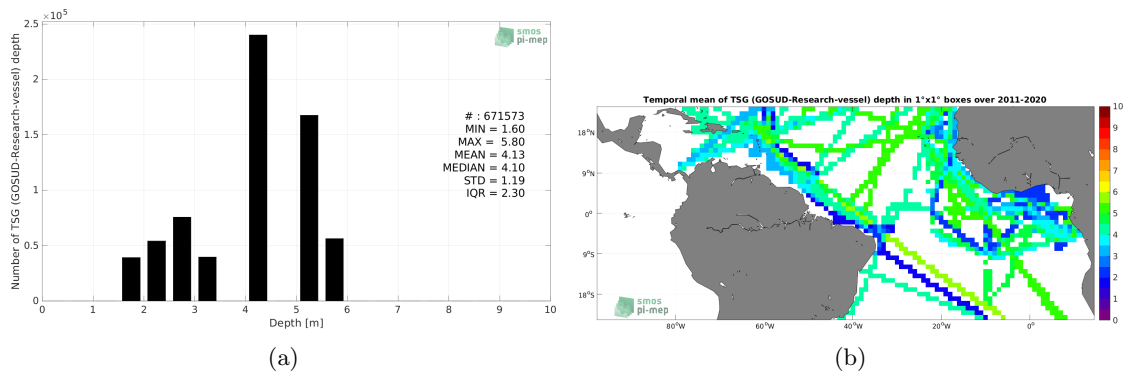 ×10⁵
2.5
2
1.5
1
0.5
0
Number of TSG (GOSUD-Research-vessel) depth
smos
pi-mep
# : 671573
MIN = 1.60
MAX = 5.80
MEAN = 4.13
MEDIAN = 4.10
STD = 1.19
IQR = 2.30
0 1 2 3 4 5 6 7 8 9 10
Depth [m]
(a)
Temporal mean of TSG (GOSUD-Research-vessel) depth in 1°x1° boxes over 2011-2020
18°N
9°N
0°
9°S
18°S
80°W 60°W 40°W 20°W 0°
smos
pi-mep
10
9
8
7
6
5
4
3
2
1
0
(b)